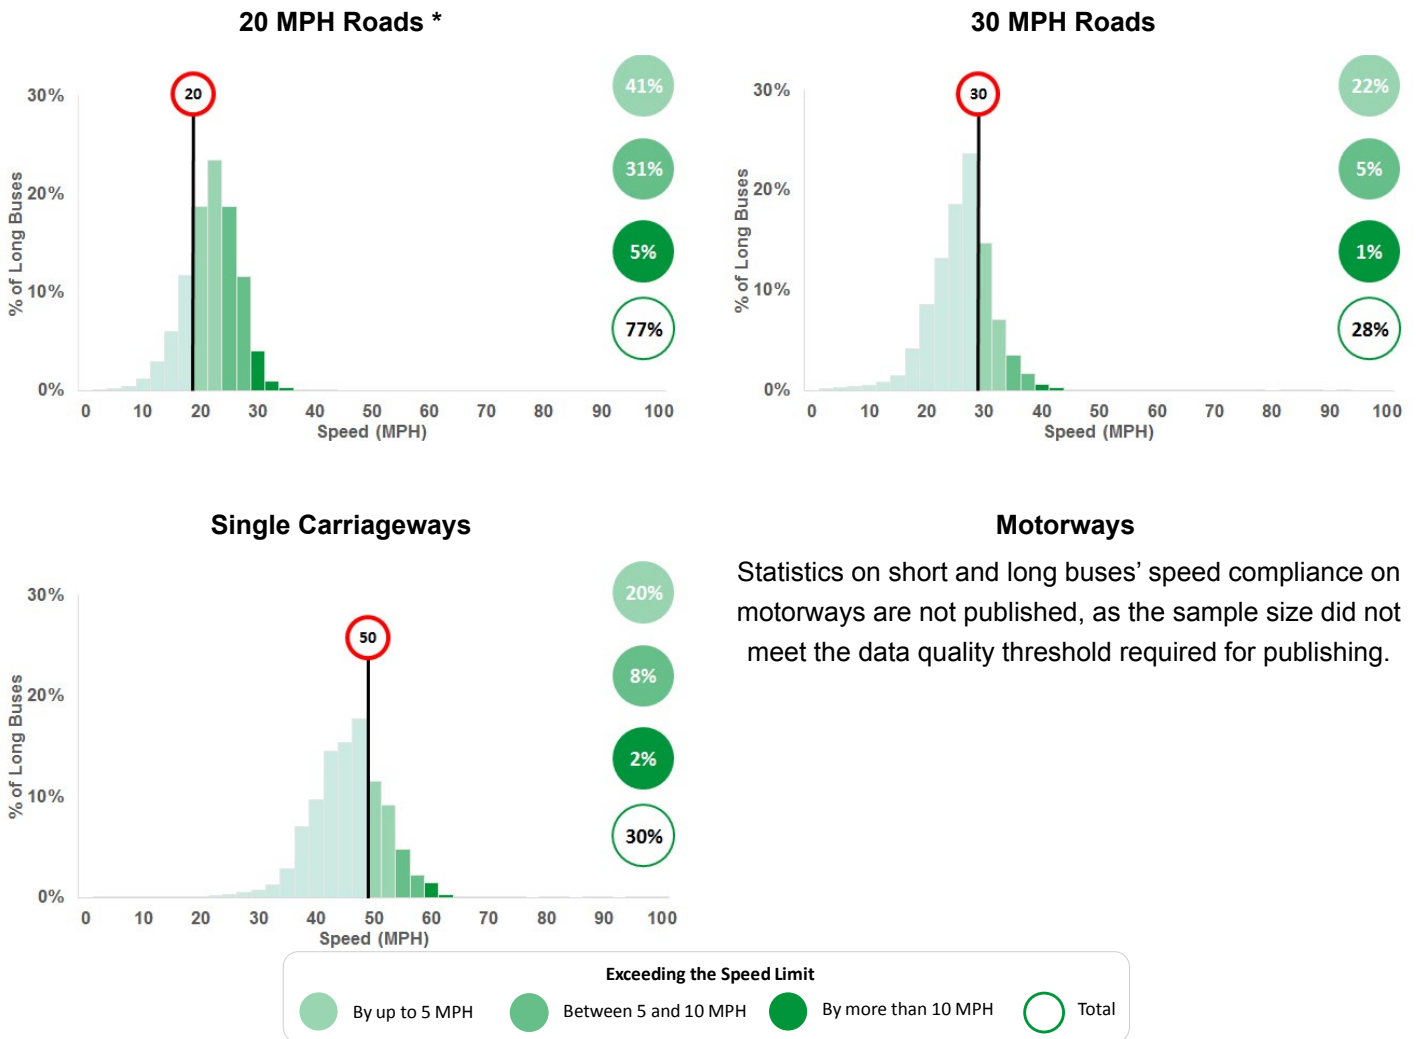 20 MPH Roads *
30%
20%
10%
0%
% of Long Buses
20
0 10 20 30 40 50 60 70 80 90 100
Speed (MPH)
41%
31%
5%
77%
30 MPH Roads
30%
20%
10%
0%
% of Long Buses
30
0 10 20 30 40 50 60 70 80 90 100
Speed (MPH)
22%
5%
1%
28%
Single Carriageways
30%
20%
10%
0%
% of Long Buses
50
0 10 20 30 40 50 60 70 80 90 100
Speed (MPH)
20%
8%
2%
30%
Motorways
Statistics on short and long buses’ speed compliance on
motorways are not published, as the sample size did not
meet the data quality threshold required for publishing.
Exceeding the Speed Limit
By up to 5 MPH Between 5 and 10 MPH By more than 10 MPH Total